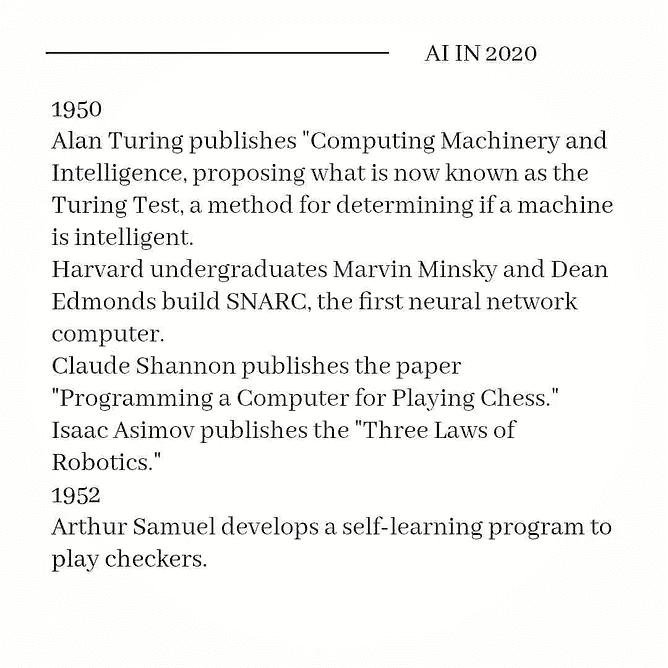 AI IN 2020
1950
Alan Turing publishes "Computing Machinery and
Intelligence, proposing what is now known as the
Turing Test, a method for determining if a machine
is intelligent.
Harvard undergraduates Marvin Minsky and Dean
Edmonds build SNARC, the first neural network
computer.
Claude Shannon publishes the paper
"Programming a Computer for Playing Chess."
Isaac Asimov publishes the "Three Laws of
Robotics."
1952
Arthur Samuel develops a self-learning program to
play checkers.